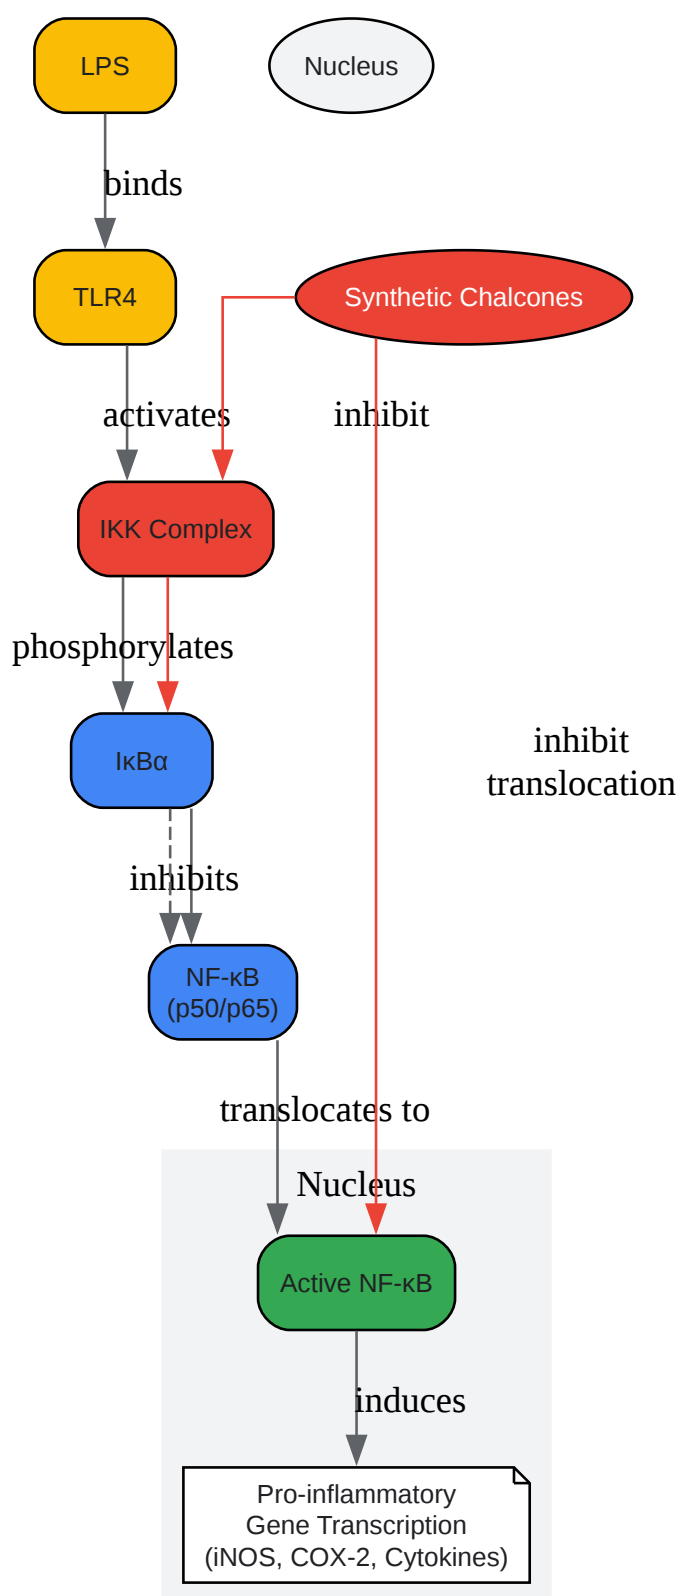 LPS
Nucleus
binds
TLR4
Synthetic Chalcones
activates
inhibit
IKK Complex
phosphorylates
IκBα
inhibit
translocation
inhibits
NF-κB
(p50/p65)
translocates to
Nucleus
Active NF-κB
induces
Pro-inflammatory
Gene Transcription
(iNOS, COX-2, Cytokines)